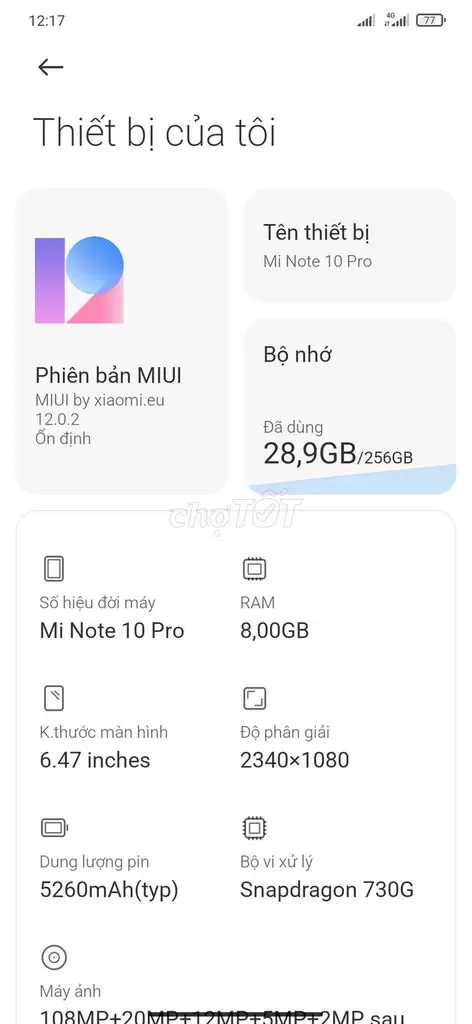 12:17
4G
77
Thiết bị của tôi
Phiên bản MIUI
MIUI by xiaomi.eu
12.0.2
Ổn định
Tên thiết bị
Mi Note 10 Pro
Bộ nhớ
Đã dùng
28,9GB/256GB
chợTỐT
Số hiệu đời máy
Mi Note 10 Pro
RAM
8,00GB
K.thước màn hình
6.47 inches
Độ phân giải
2340×1080
Dung lượng pin
5260mAh(typ)
Bộ vi xử lý
Snapdragon 730G
Máy ảnh
108MP+20MP+12MP+5MP+2MP sau